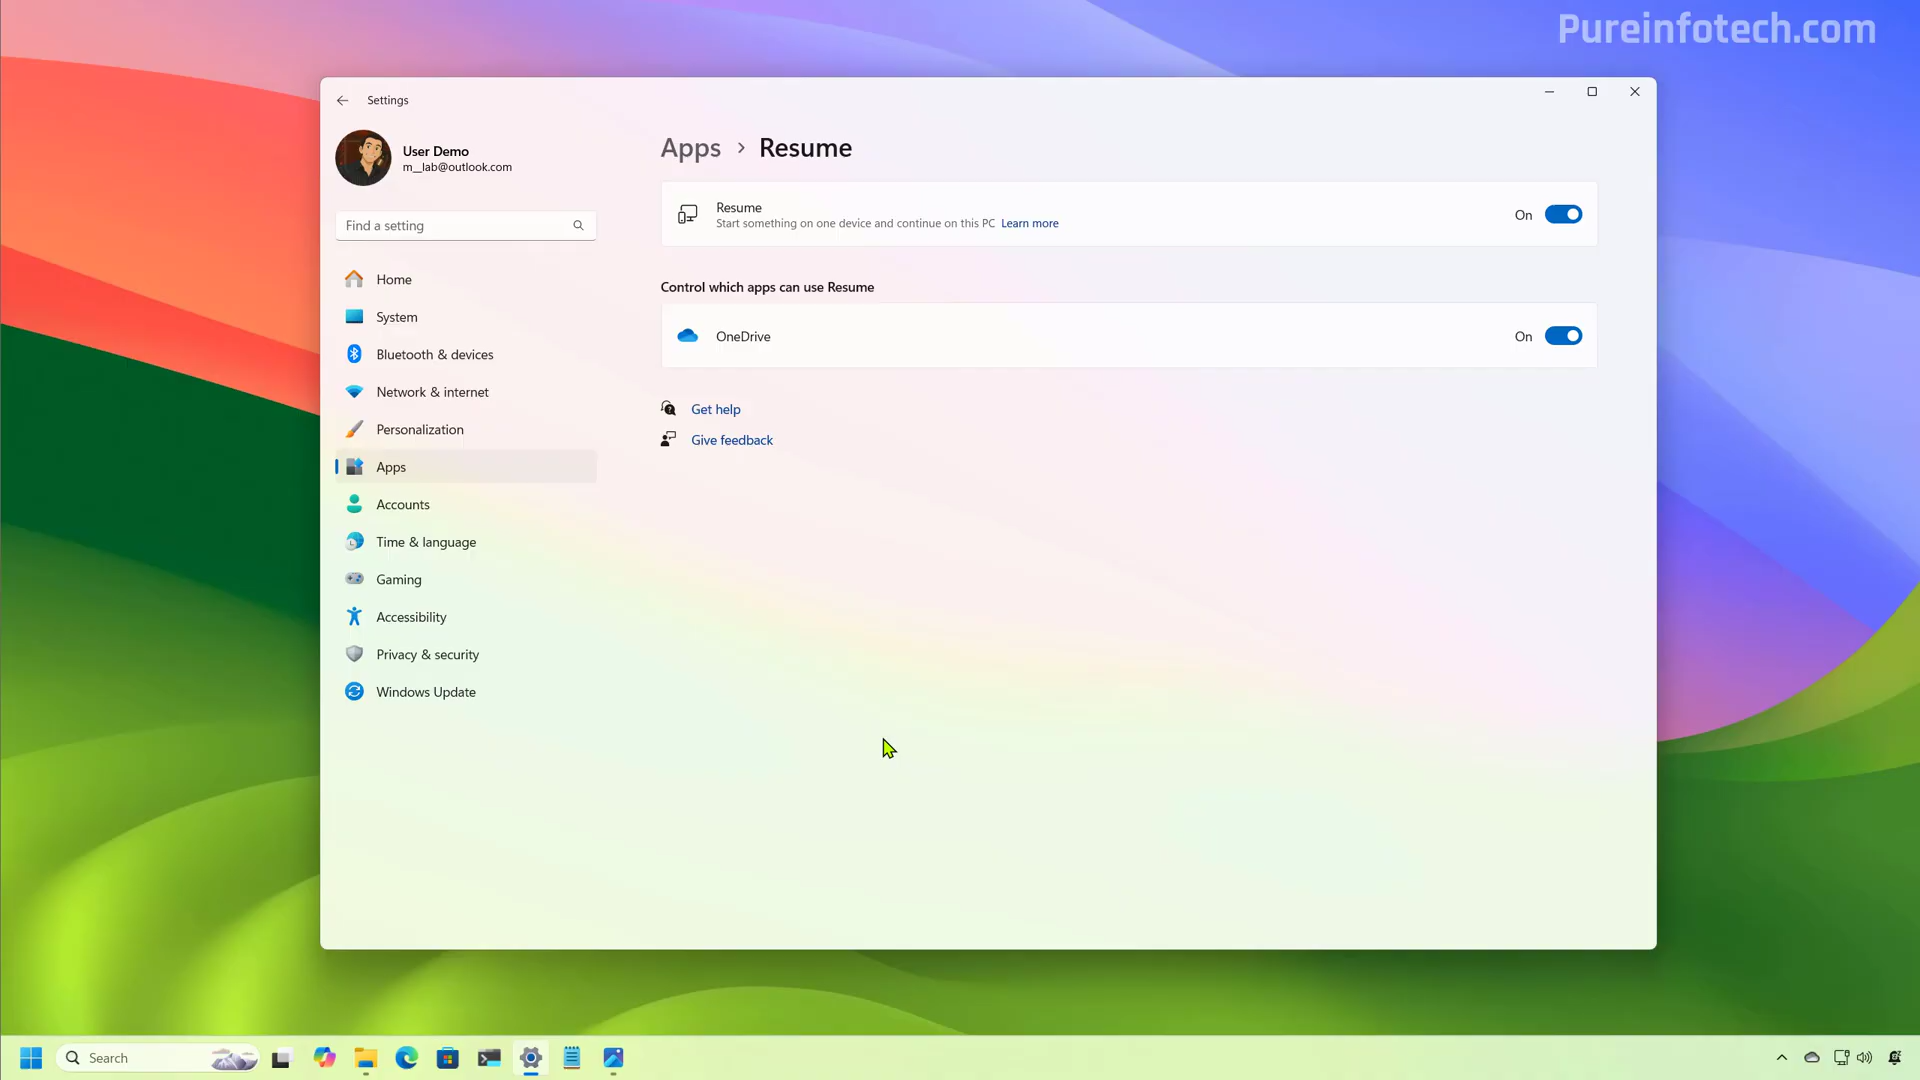 Pureinfotech.com
Settings
User Demo
m__lab@outlook.com
Find a setting
Home
System
Bluetooth & devices
Network & internet
Personalization
Apps
Accounts
Time & language
Gaming
Accessibility
Privacy & security
Windows Update
Apps > Resume
Resume
On
Start something on one device and continue on this PC Learn more
Control which apps can use Resume
OneDrive
On
Get help
Give feedback
Search